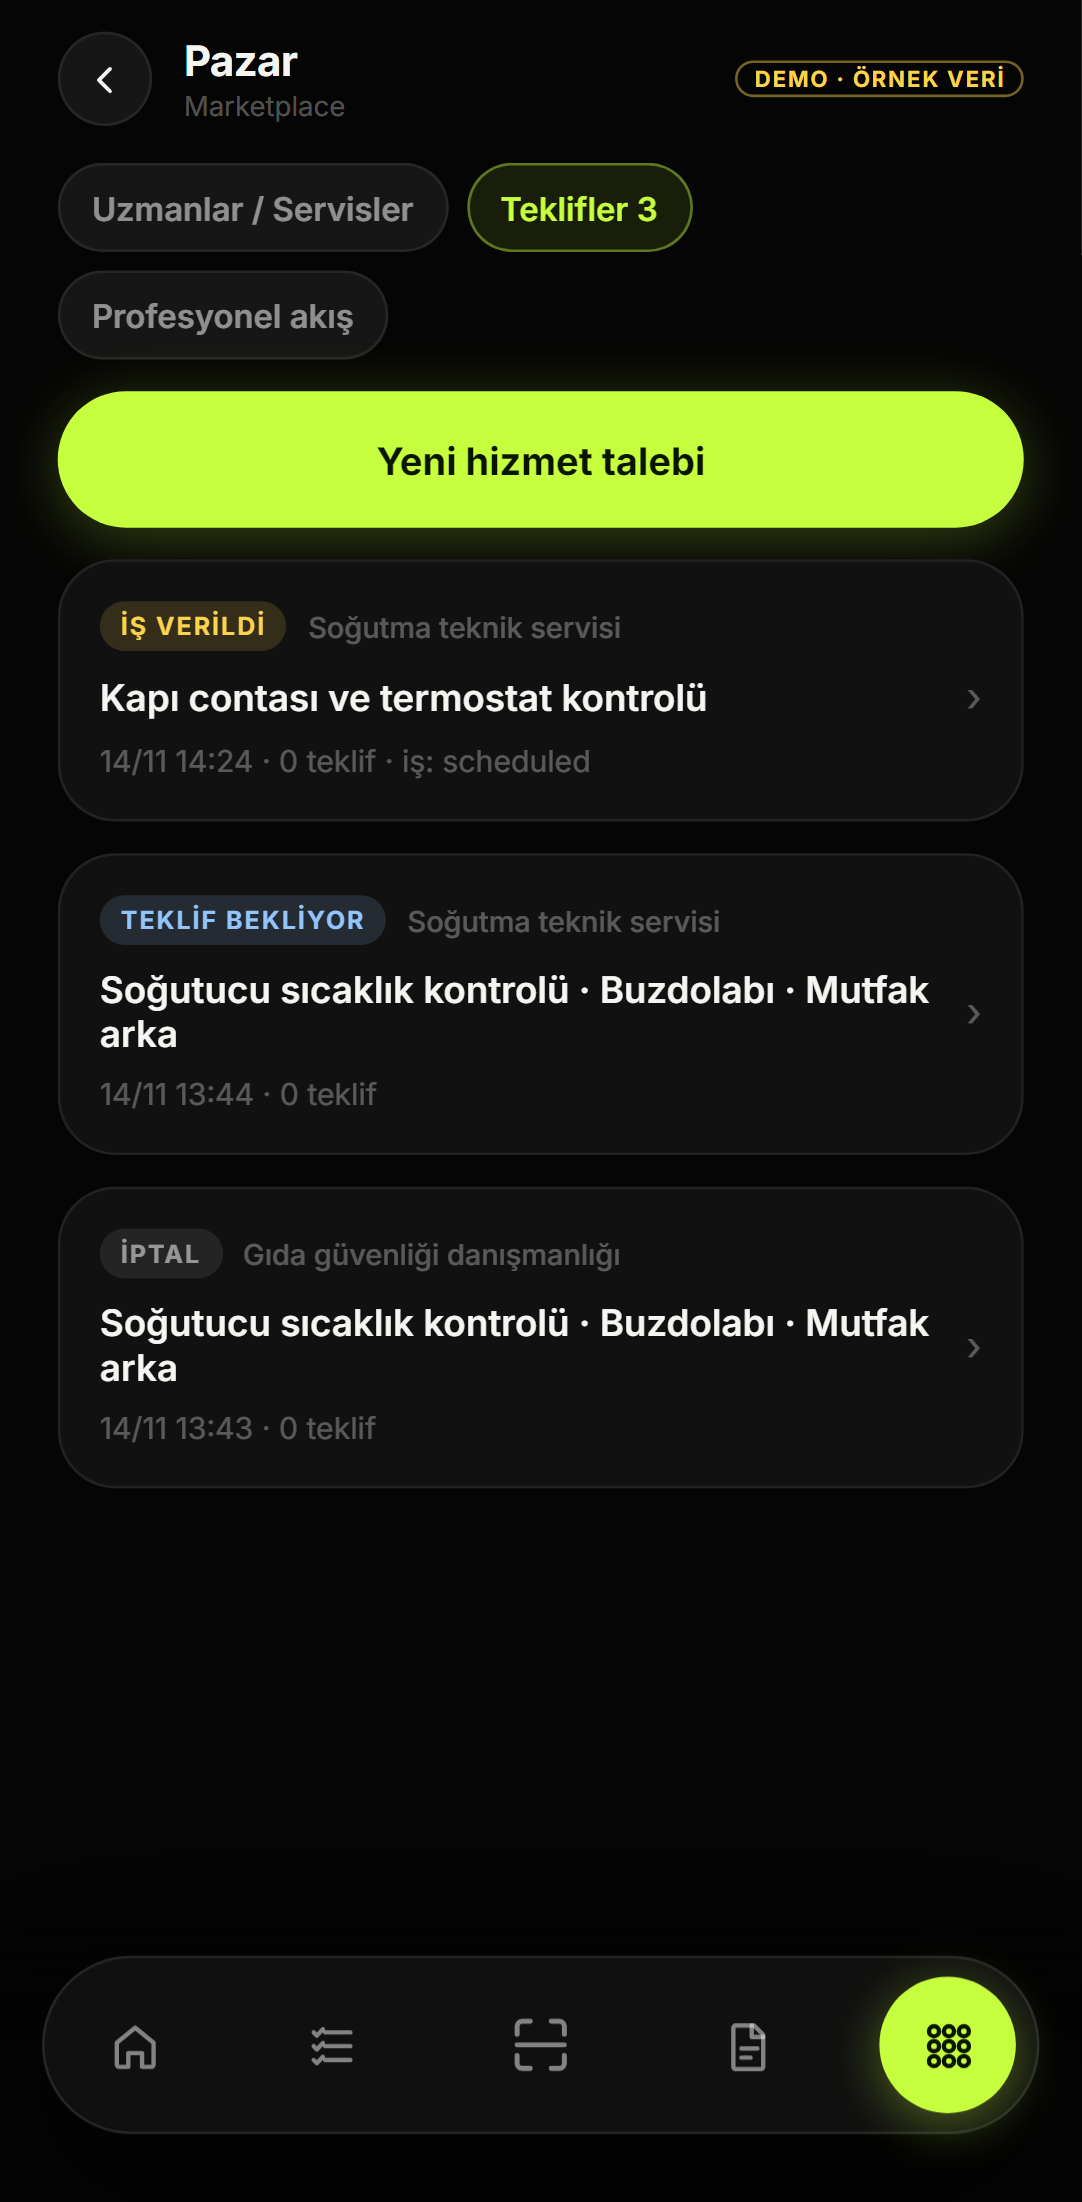 Pazar
Marketplace
DEMO · ÖRNEK VERİ
Uzmanlar / Servisler
Teklifler 3
Profesyonel akış
Yeni hizmet talebi
İŞ VERİLDİ
Soğutma teknik servisi
Kapı contası ve termostat kontrolü
14/11 14:24 · 0 teklif · iş: scheduled
TEKLİF BEKLİYOR
Soğutma teknik servisi
Soğutucu sıcaklık kontrolü · Buzdolabı · Mutfak
arka
14/11 13:44 · 0 teklif
İPTAL
Gıda güvenliği danışmanlığı
Soğutucu sıcaklık kontrolü · Buzdolabı · Mutfak
arka
14/11 13:43 · 0 teklif